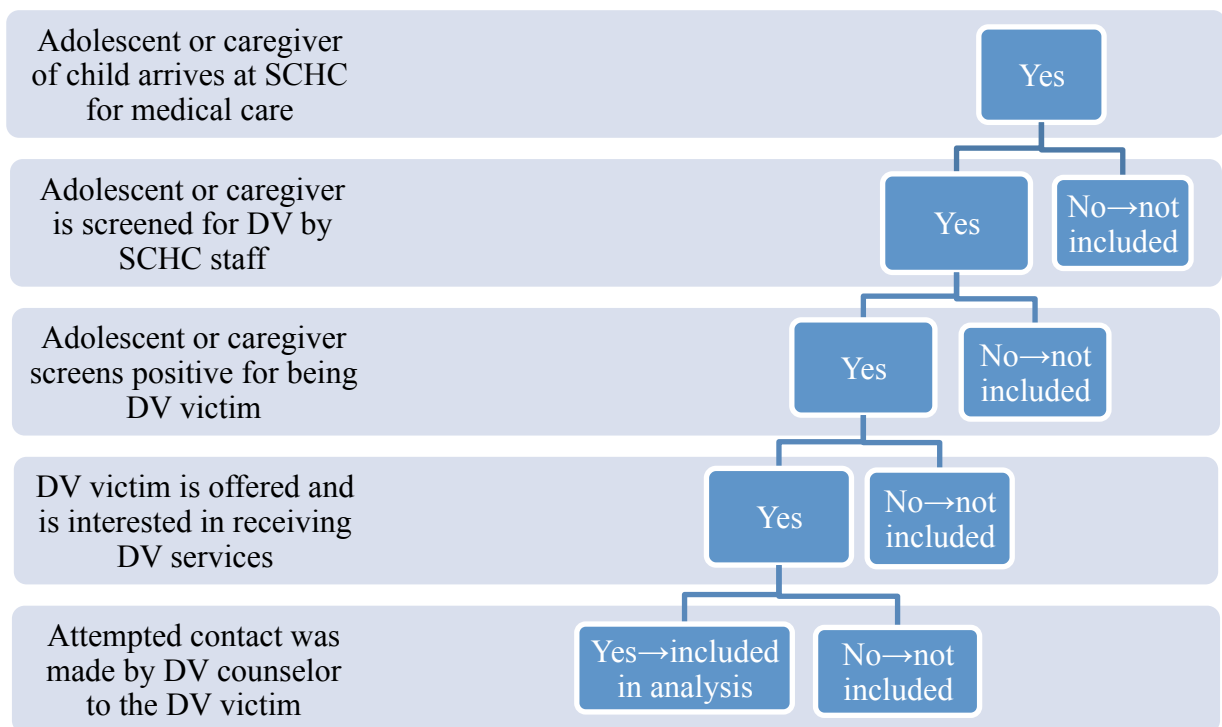 Adolescent or caregiver
of child arrives at SCHC
for medical care
Yes
Adolescent or caregiver
is screened for DV by
SCHC staff
Yes
No→not
included
Adolescent or caregiver
screens positive for being
DV victim
Yes
No→not
included
DV victim is offered and
is interested in receiving
DV services
Yes
No→not
included
Attempted contact was
made by DV counselor
to the DV victim
Yes→included
in analysis
No→not
included